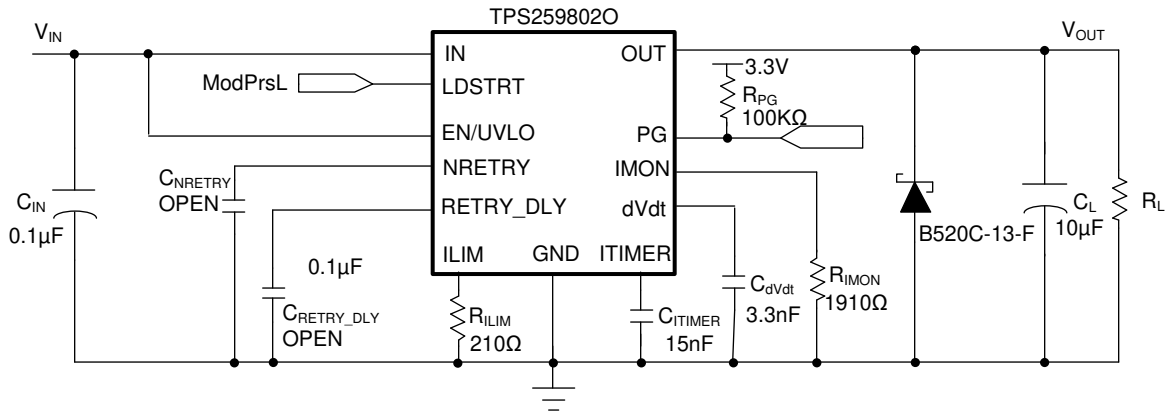 TPS259802O
V_IN
V_OUT
IN
OUT
3.3V
ModPrsL
LDSTRT
R_PG
100KΩ
EN/UVLO
PG
NRETRY
IMON
C_NRETRY
OPEN
C_IN
0.1µF
RETRY_DLY
dVdt
C_L
10µF
R_L
B520C-13-F
ILIM
GND
ITIMER
0.1µF
C_RETRY_DLY
OPEN
R_ILIM
210Ω
C_ITIMER
15nF
C_dVdt
3.3nF
R_IMON
1910Ω